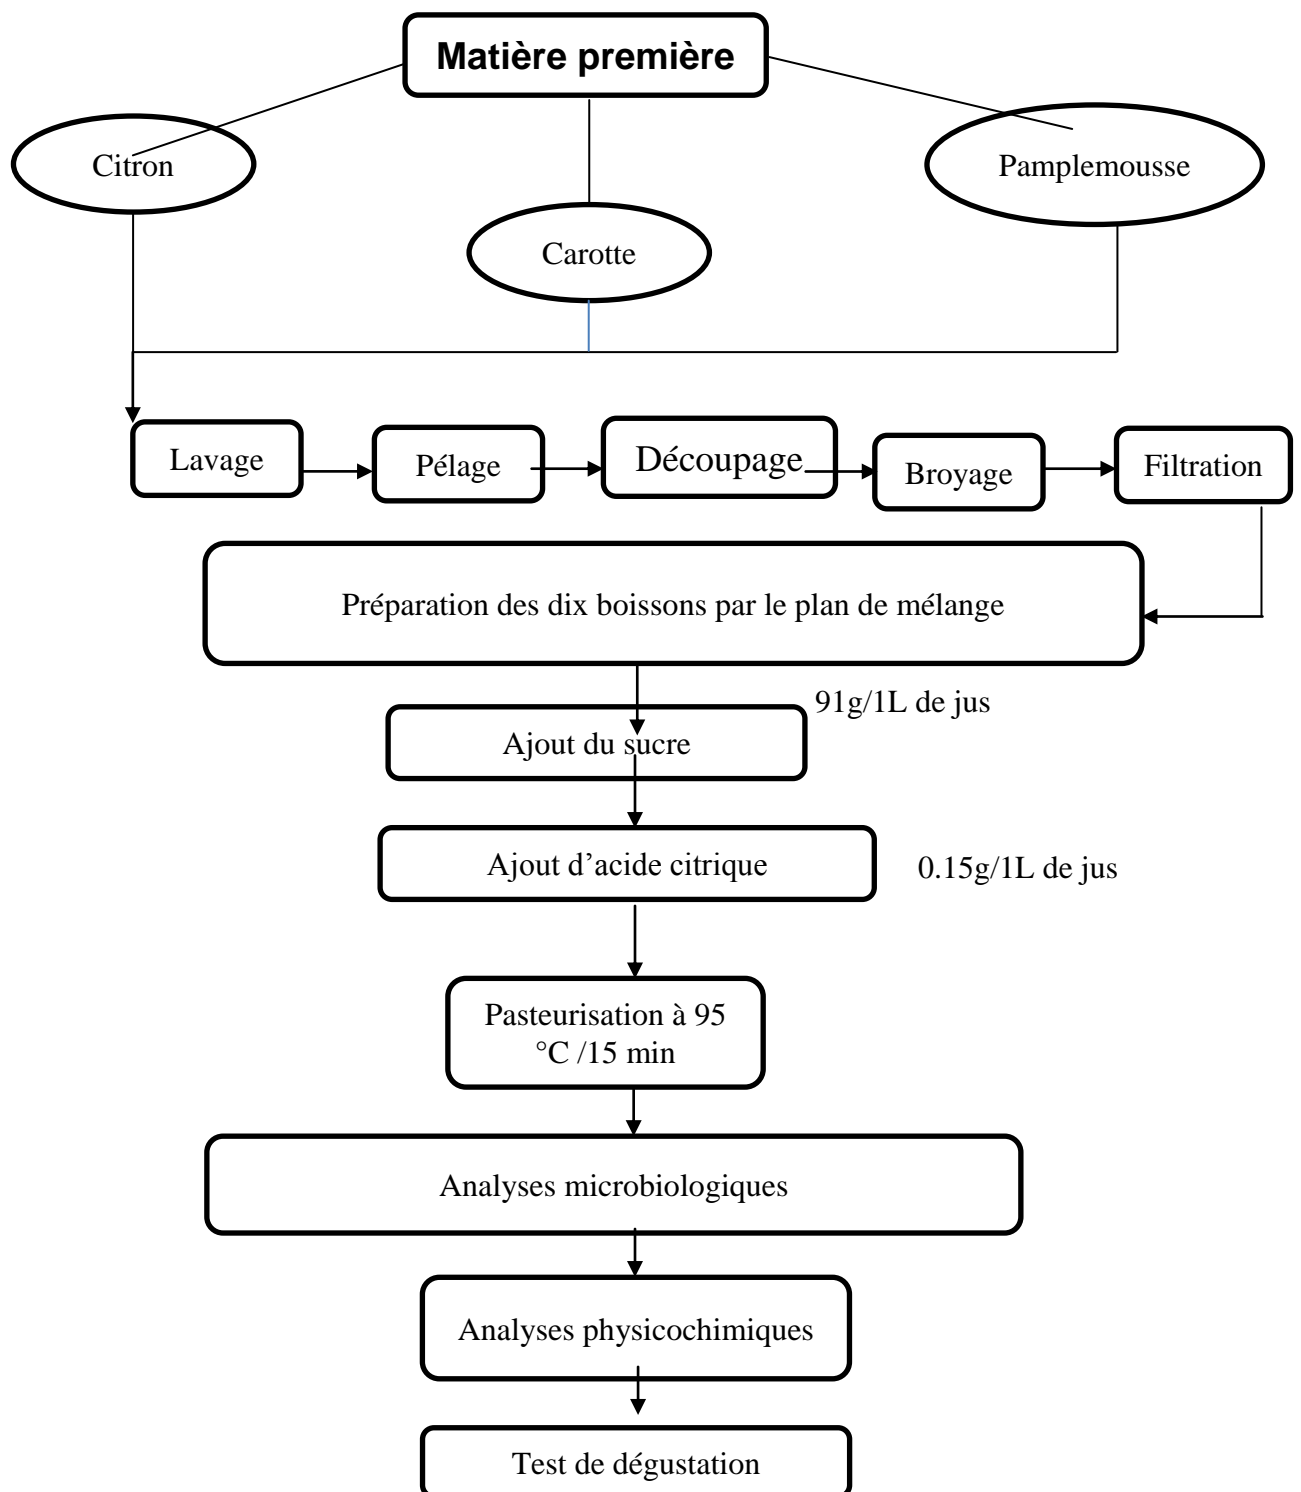 Matière première
Citron
Pamplemousse
Carotte
Lavage
Pélage
Découpage
Broyage
Filtration
Préparation des dix boissons par le plan de mélange
91g/1L de jus
Ajout du sucre
Ajout d’acide citrique
0.15g/1L de jus
Pasteurisation à 95
°C /15 min
Analyses microbiologiques
Analyses physicochimiques
Test de dégustation